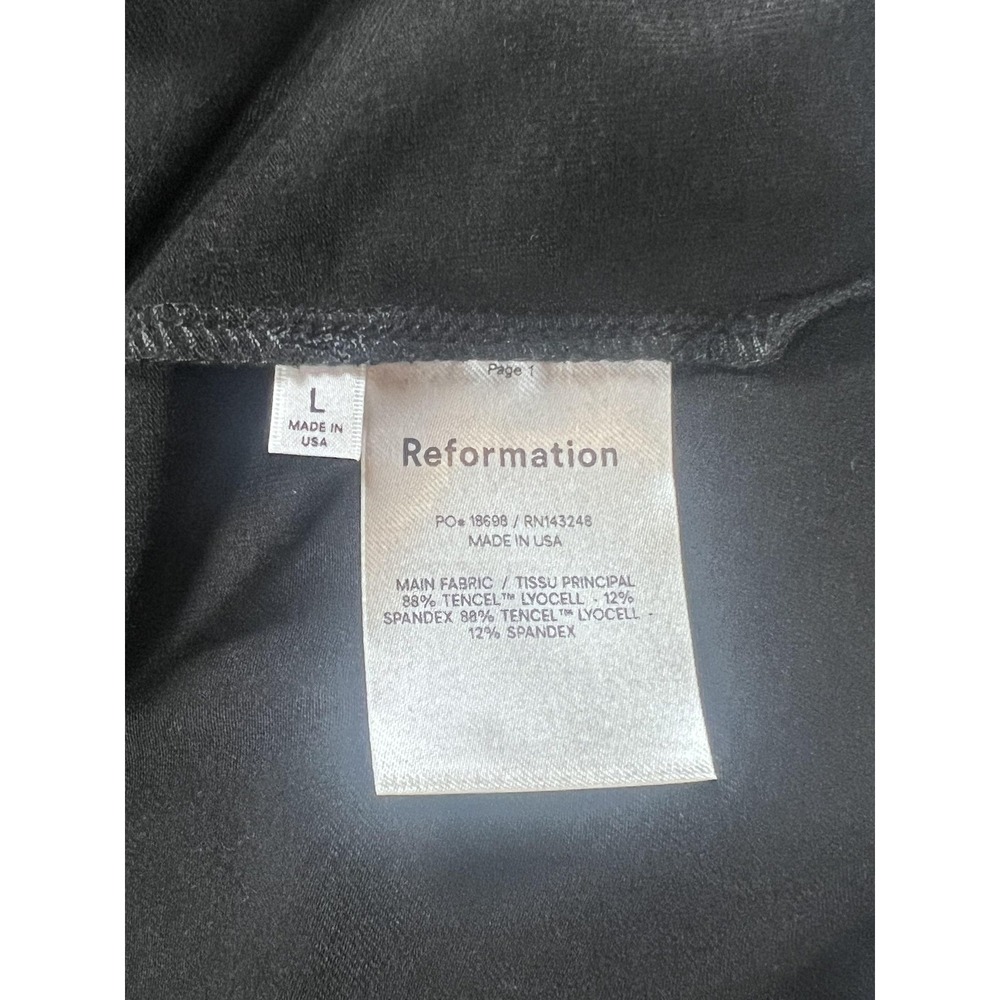 L
MADE IN
USA
Page 1
Reformation
PO# 18698 / RN143248
MADE IN USA
MAIN FABRIC / TISSU PRINCIPAL
88% TENCEL™ LYOCELL - 12%
SPANDEX 88% TENCEL™ LYOCELL -
12% SPANDEX